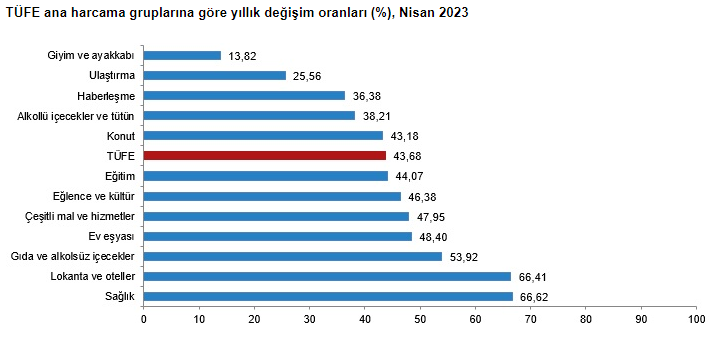 TÜFE ana harcama gruplarına göre yıllık değişim oranları (%), Nisan 2023
Giyim ve ayakkabı 13,82
Ulaştırma 25,56
Haberleşme 36,38
Alkollü içecekler ve tütün 38,21
Konut 43,18
TÜFE 43,68
Eğitim 44,07
Eğlence ve kültür 46,38
Çeşitli mal ve hizmetler 47,95
Ev eşyası 48,40
Gıda ve alkolsüz içecekler 53,92
Lokanta ve oteller 66,41
Sağlık 66,62
0 10 20 30 40 50 60 70 80 90 100